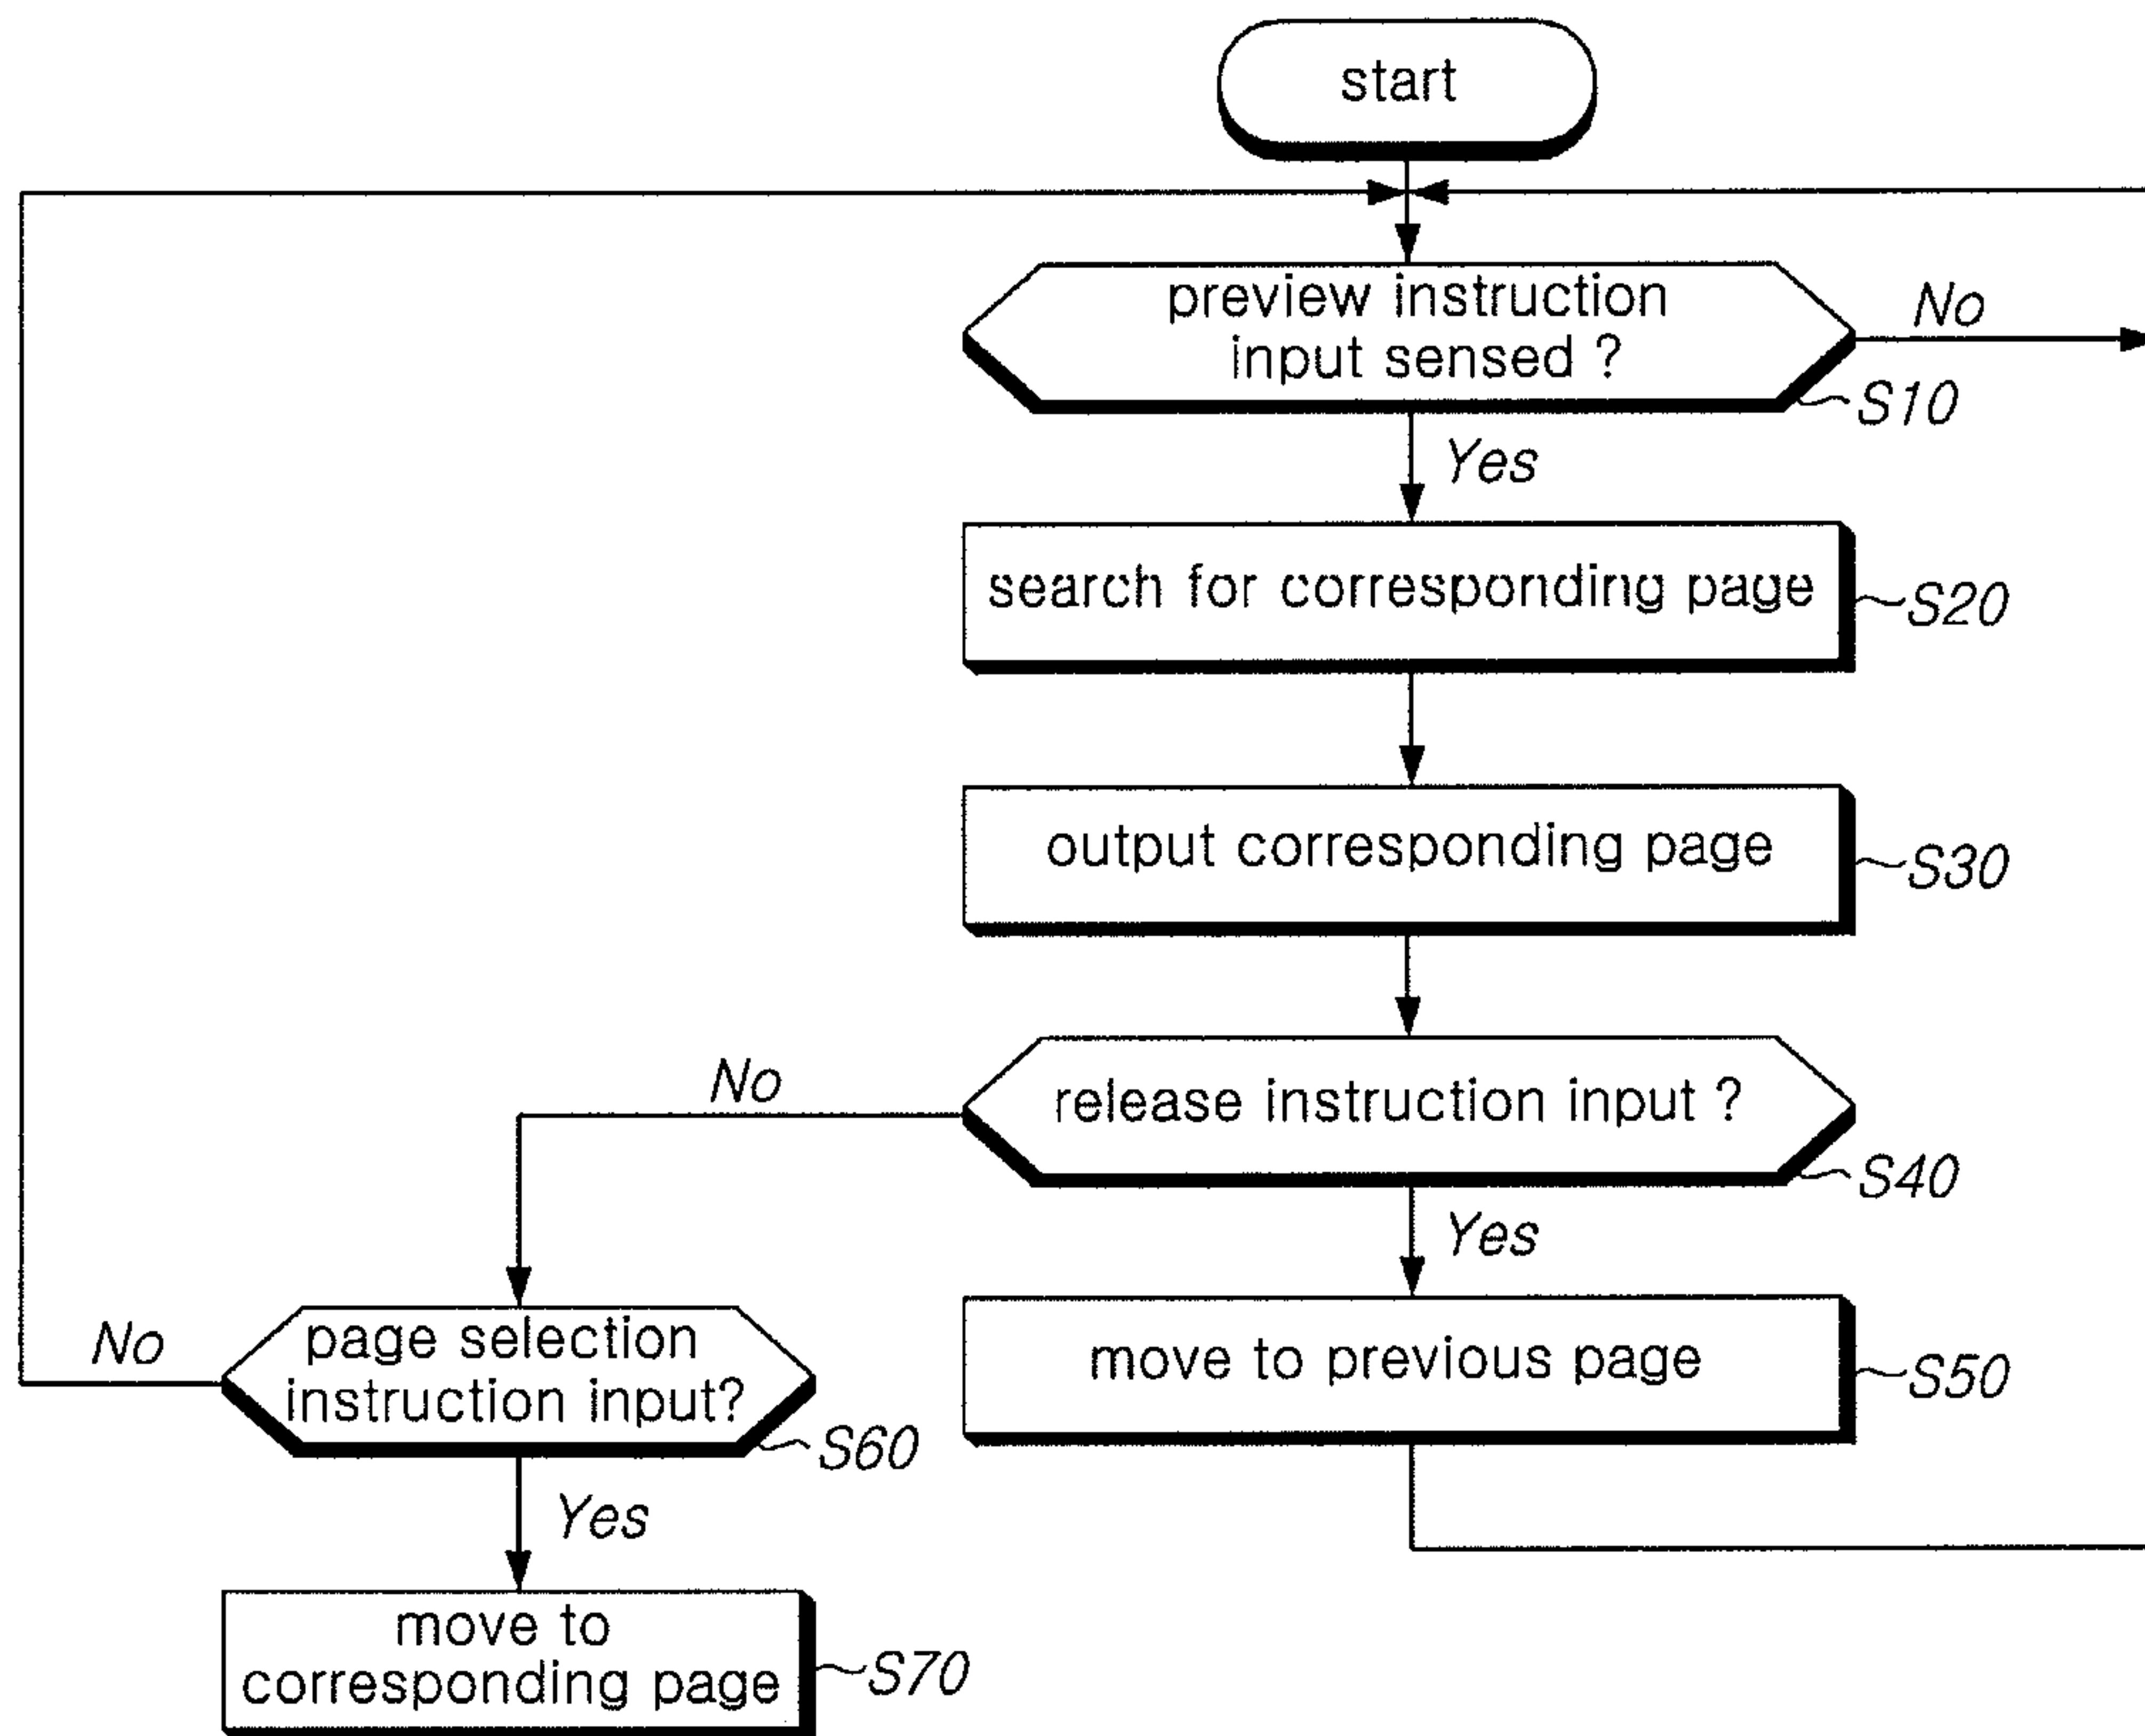 start
preview instruction
input sensed ?
No
S10
Yes
search for corresponding page
S20
output corresponding page
S30
No
release instruction input ?
S40
Yes
No
page selection
instruction input?
S60
move to previous page
S50
Yes
move to
corresponding page
S70